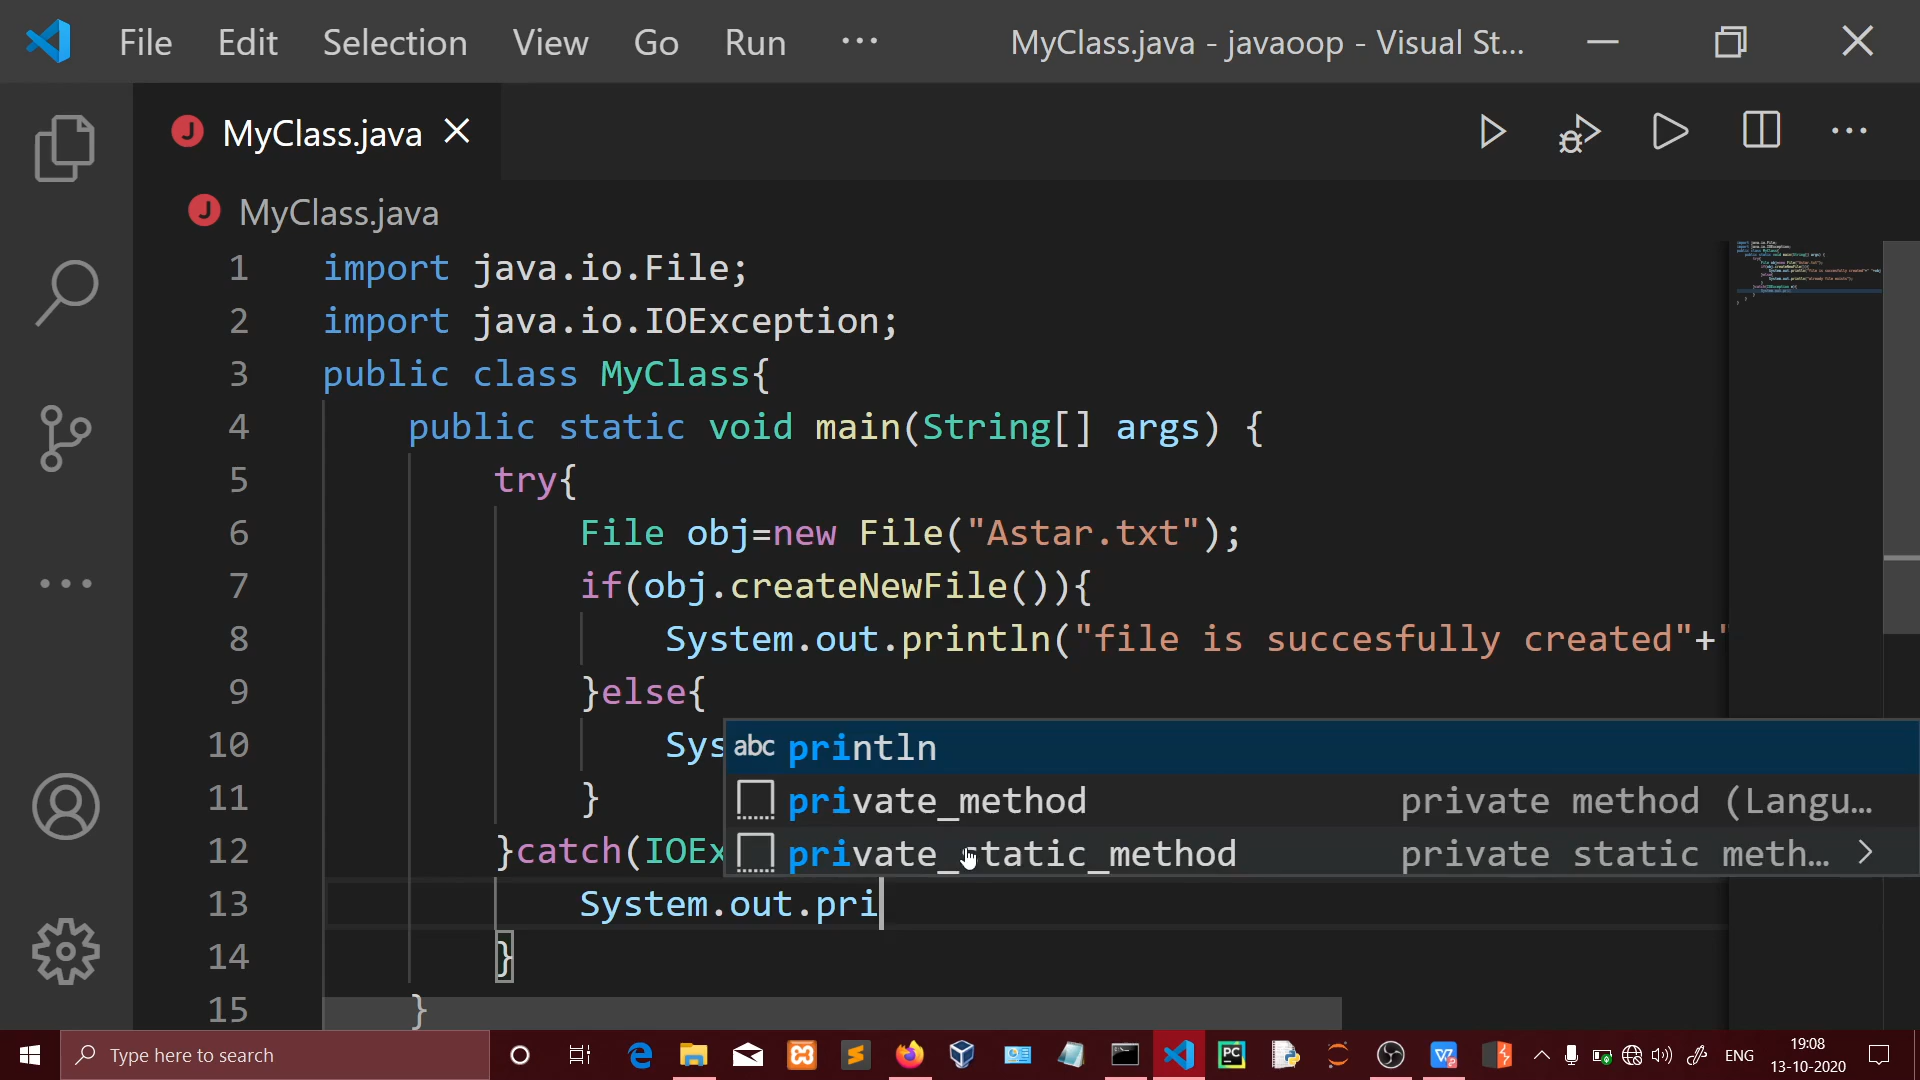 File Edit Selection View Go Run ··· MyClass.java - javaoop - Visual St...
J MyClass.java
J MyClass.java
1 import java.io.File;
2 import java.io.IOException;
3 public class MyClass{
4 public static void main(String[] args) {
5 try{
6 File obj=new File("Astar.txt");
7 if(obj.createNewFile()){
8 System.out.println("file is succesfully created"+"
9 }else{
10 Sys
abc println
11 }
private_method private method (Langu...
12 }catch(IOEx
private_static_method private static meth...
13 System.out.pri
14 }
15 }
Type here to search
PC
ENG
19:08
13-10-2020